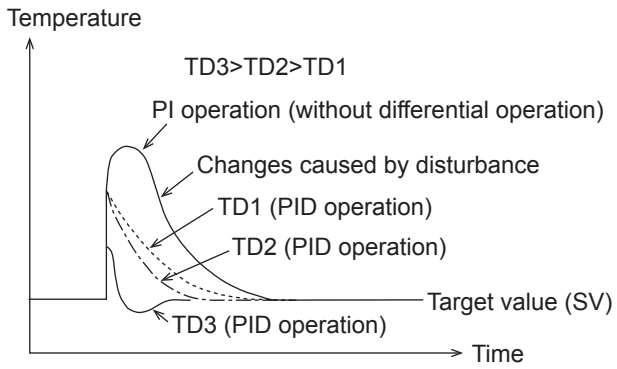 Temperature
TD3>TD2>TD1
PI operation (without differential operation)
Changes caused by disturbance
TD1 (PID operation)
TD2 (PID operation)
Target value (SV)
TD3 (PID operation)
Time